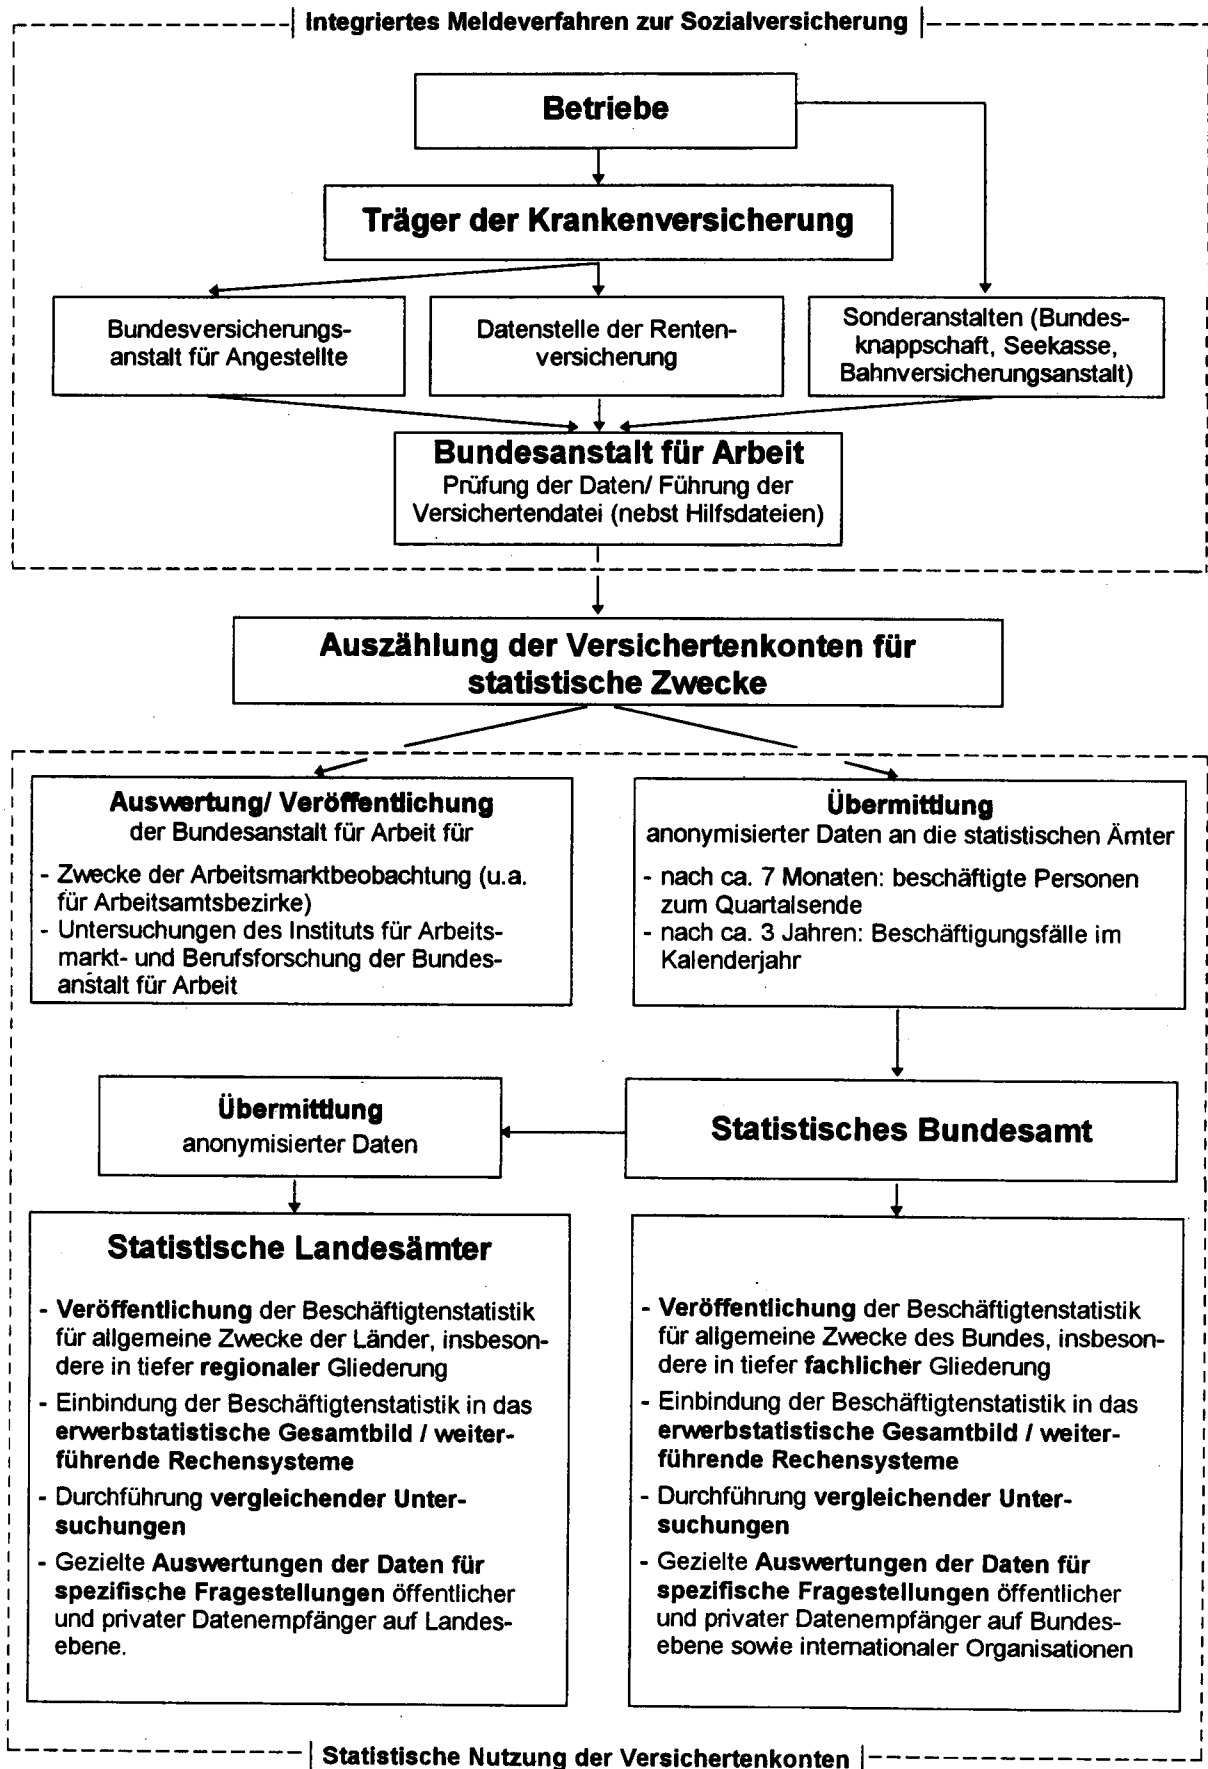 Integriertes Meldeverfahren zur Sozialversicherung
Betriebe
Träger der Krankenversicherung
Bundesversicherungs-
anstalt für Angestellte
Datenstelle der Renten-
versicherung
Sonderanstalten (Bundes-
knappschaft, Seekasse,
Bahnversicherungsanstalt)
Bundesanstalt für Arbeit
Prüfung der Daten/ Führung der
Versichertendatei (nebst Hilfsdateien)
Auszählung der Versichertenkonten für
statistische Zwecke
Auswertung/ Veröffentlichung
der Bundesanstalt für Arbeit für
- Zwecke der Arbeitsmarktbeobachtung (u.a.
für Arbeitsamtsbezirke)
- Untersuchungen des Instituts für Arbeits-
markt- und Berufsforschung der Bundes-
anstalt für Arbeit
Übermittlung
anonymisierter Daten an die statistischen Ämter
- nach ca. 7 Monaten: beschäftigte Personen
zum Quartalsende
- nach ca. 3 Jahren: Beschäftigungsfälle im
Kalenderjahr
Übermittlung
anonymisierter Daten
Statistisches Bundesamt
Statistische Landesämter
- Veröffentlichung der Beschäftigtenstatistik
für allgemeine Zwecke der Länder, insbeson-
dere in tiefer regionaler Gliederung
- Einbindung der Beschäftigtenstatistik in das
erwerbstatistische Gesamtbild / weiter-
führende Rechensysteme
- Durchführung vergleichender Unter-
suchungen
- Gezielte Auswertungen der Daten für
spezifische Fragestellungen öffentlicher
und privater Datenempfänger auf Landes-
ebene.
- Veröffentlichung der Beschäftigtenstatistik
für allgemeine Zwecke des Bundes, insbeson-
dere in tiefer fachlicher Gliederung
- Einbindung der Beschäftigtenstatistik in das
erwerbstatistische Gesamtbild / weiter-
führende Rechensysteme
- Durchführung vergleichender Unter-
suchungen
- Gezielte Auswertungen der Daten für
spezifische Fragestellungen öffentlicher
und privater Datenempfänger auf Bundes-
ebene sowie internationaler Organisationen
Statistische Nutzung der Versichertenkonten